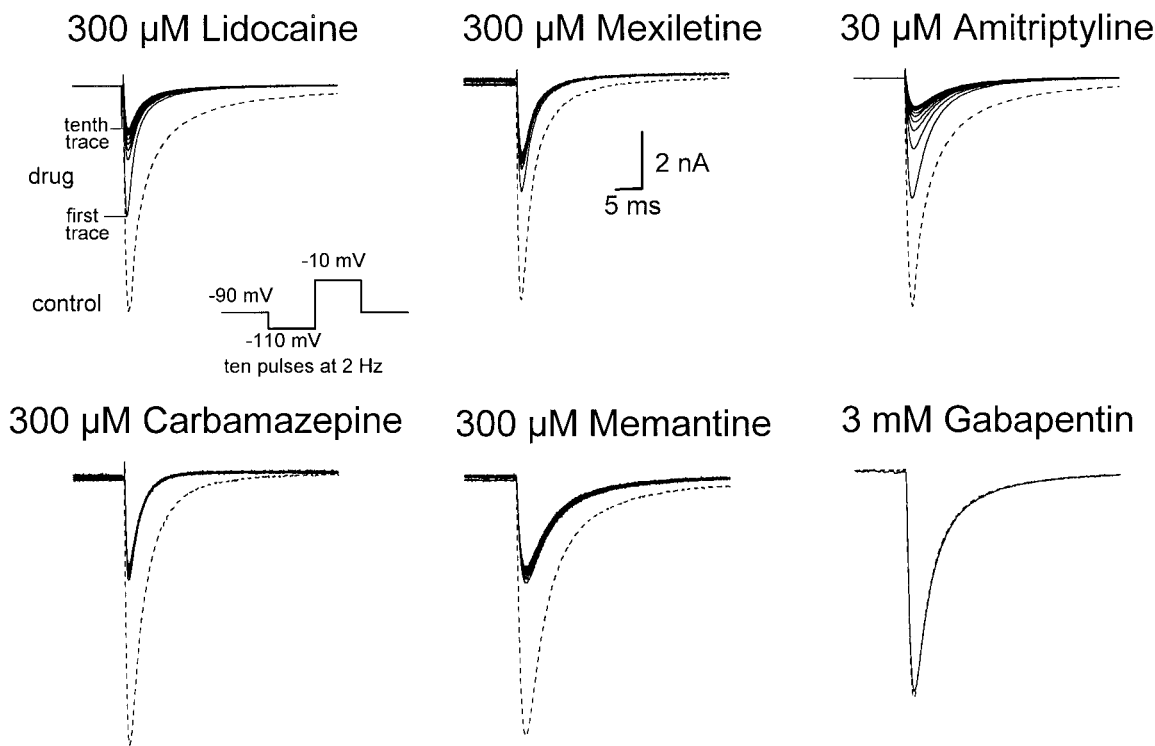 300 µM Lidocaine
300 µM Mexiletine
30 µM Amitriptyline
tenth
trace
drug
first
trace
control
2 nA
5 ms
-10 mV
-90 mV
-110 mV
ten pulses at 2 Hz
300 µM Carbamazepine
300 µM Memantine
3 mM Gabapentin